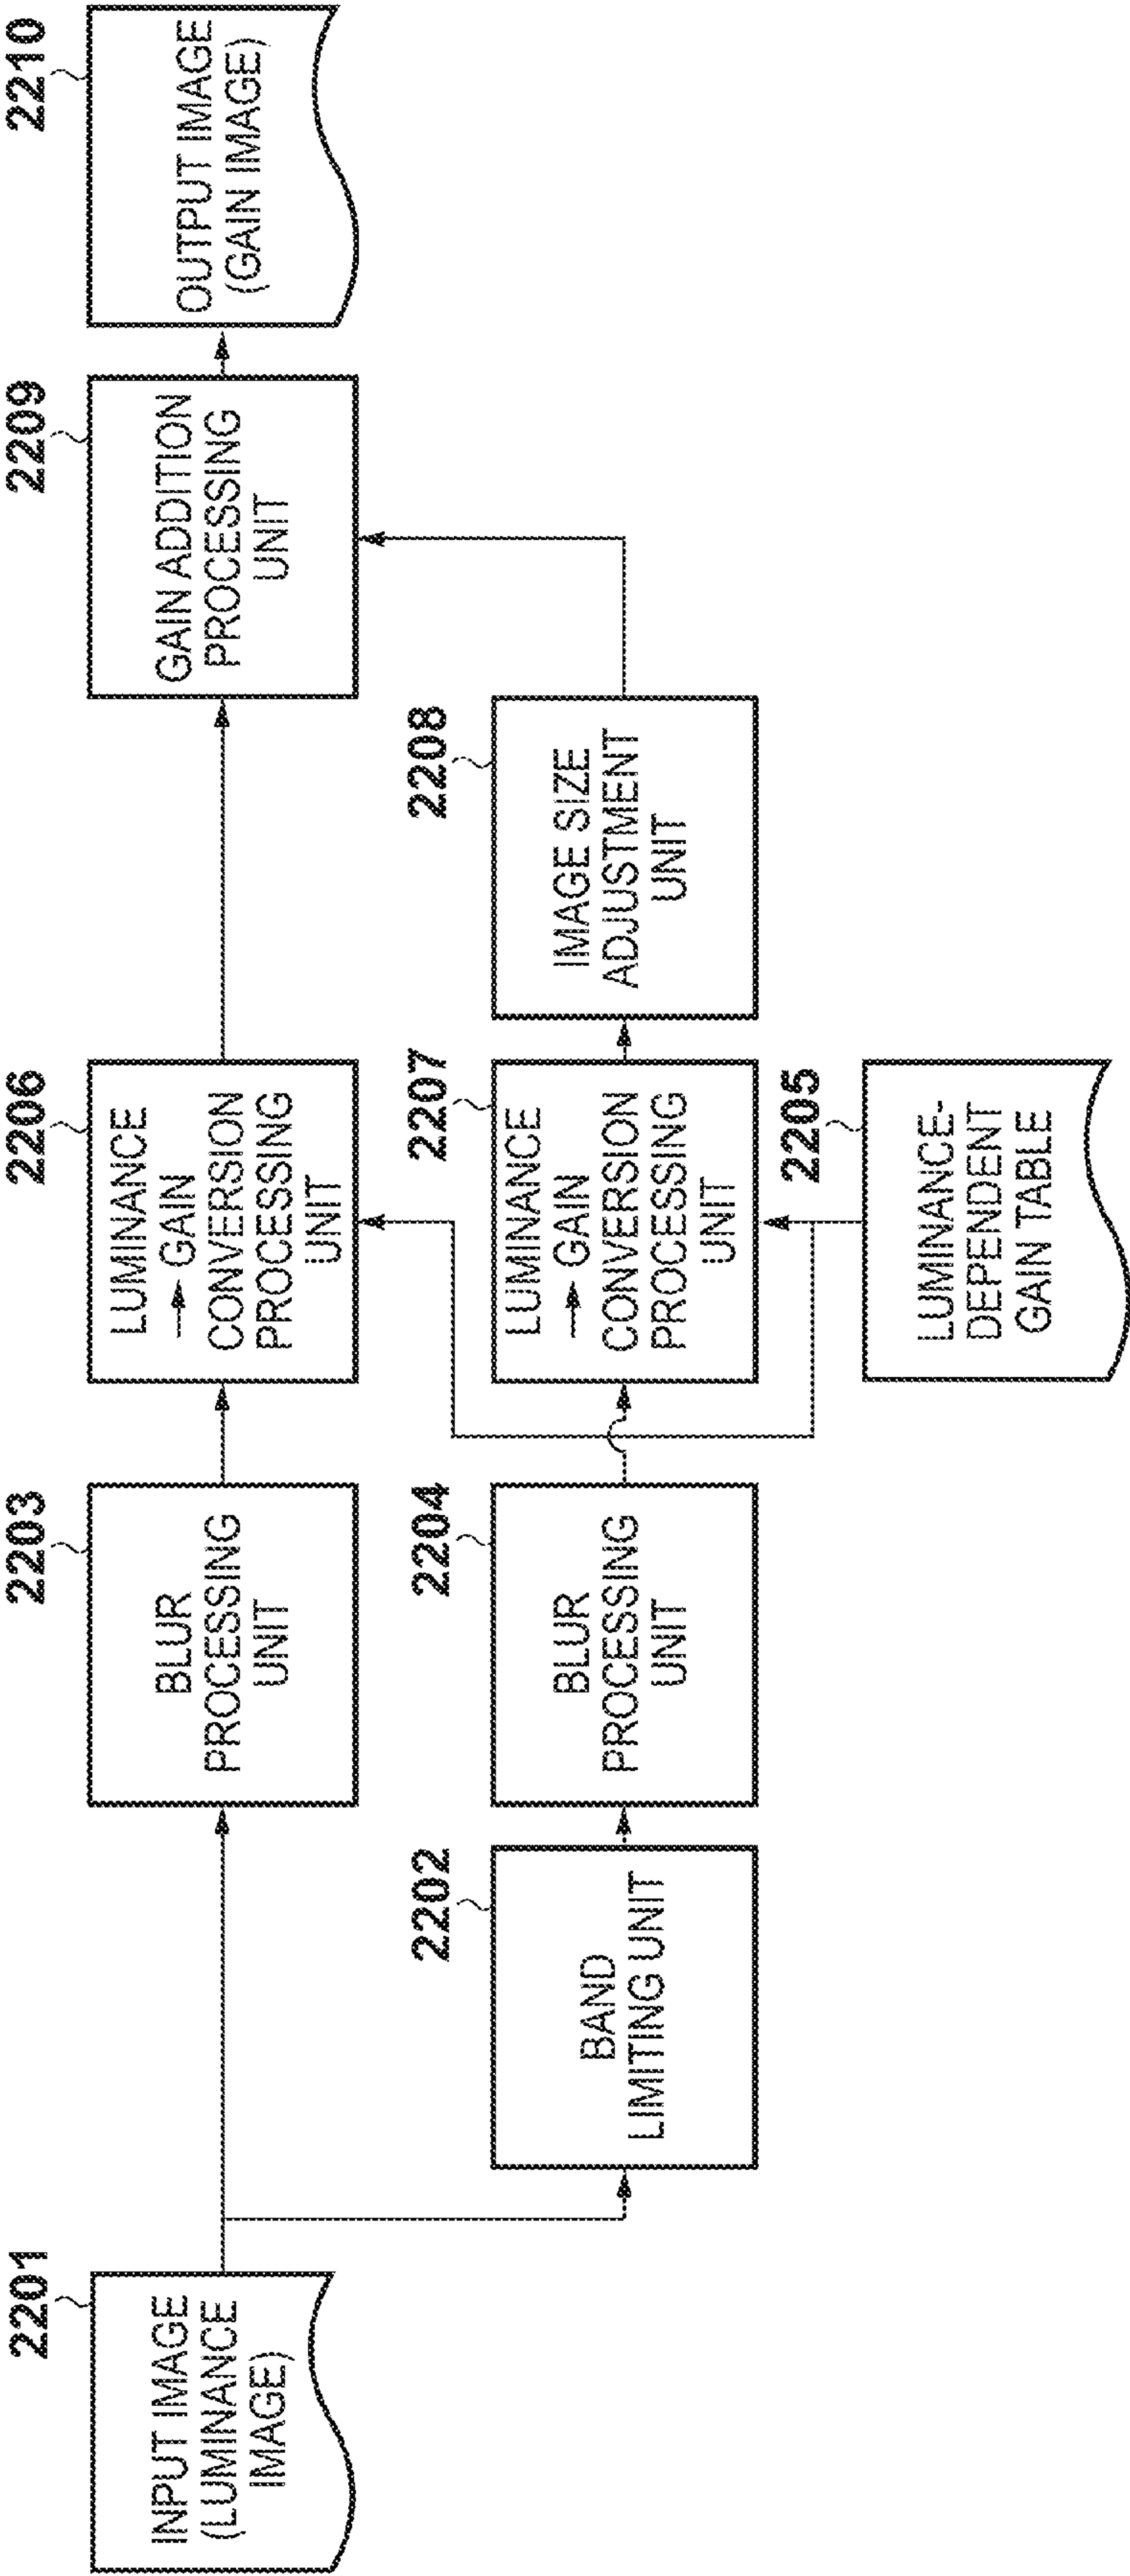 2201
INPUT IMAGE
(LUMINANCE
IMAGE)
2203
BLUR
PROCESSING
UNIT
2206
LUMINANCE
→ GAIN
CONVERSION
PROCESSING
UNIT
2209
GAIN ADDITION
PROCESSING
UNIT
2210
OUTPUT IMAGE
(GAIN IMAGE)
2202
BAND
LIMITING UNIT
2204
BLUR
PROCESSING
UNIT
2207
LUMINANCE
→ GAIN
CONVERSION
PROCESSING
UNIT
2208
IMAGE SIZE
ADJUSTMENT
UNIT
2205
LUMINANCE-
DEPENDENT
GAIN TABLE